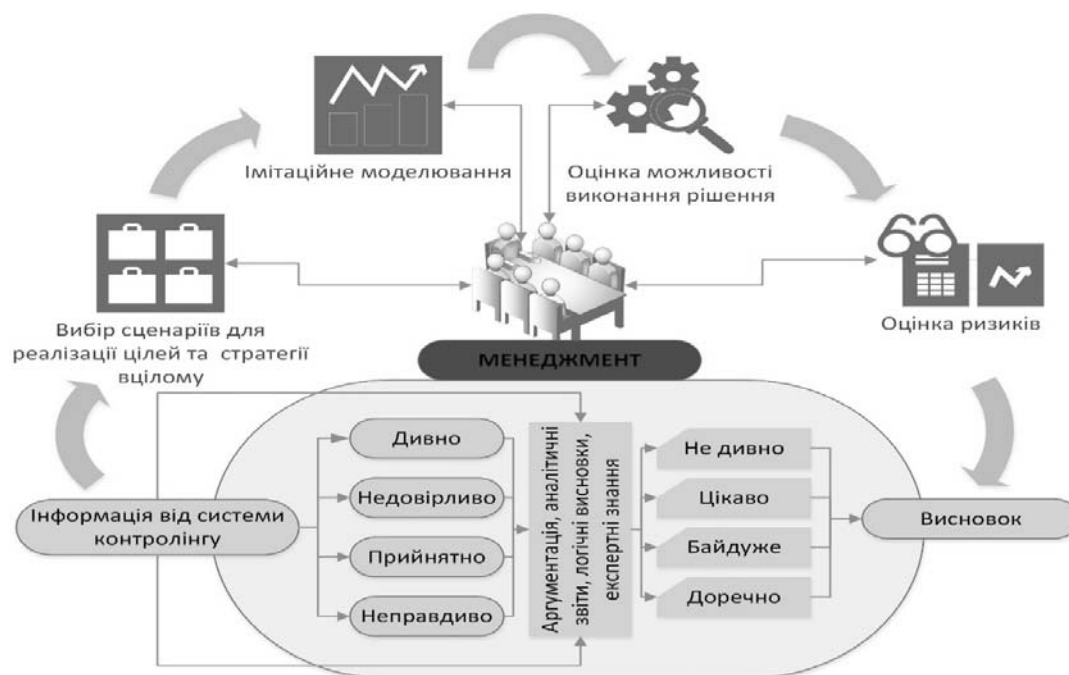 Імітаційне моделювання
Оцінка можливості
виконання рішення
Вибір сценаріїв для
реалізації цілей та стратегії
вцілому
Оцінка ризиків
МЕНЕДЖМЕНТ
Інформація від системи
контролінгу
Дивно
Недовірливо
Прийнятно
Неправдиво
Аргументація, аналітичні
звіти, логічні висновки,
експертні знання
Не дивно
Цікаво
Байдуже
Доречно
Висновок